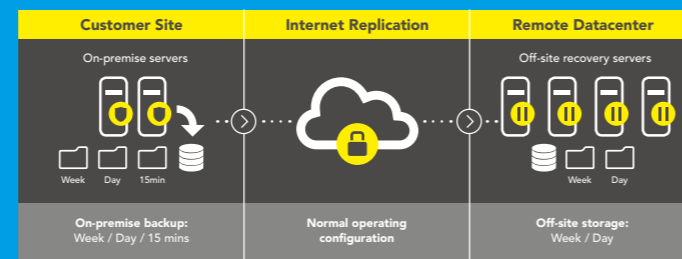 Customer Site
Internet Replication
Remote Datacenter
On-premise servers
Off-site recovery servers
Week
Day
15min
Week
Day
On-premise backup:
Week / Day / 15 mins
Normal operating
configuration
Off-site storage:
Week / Day